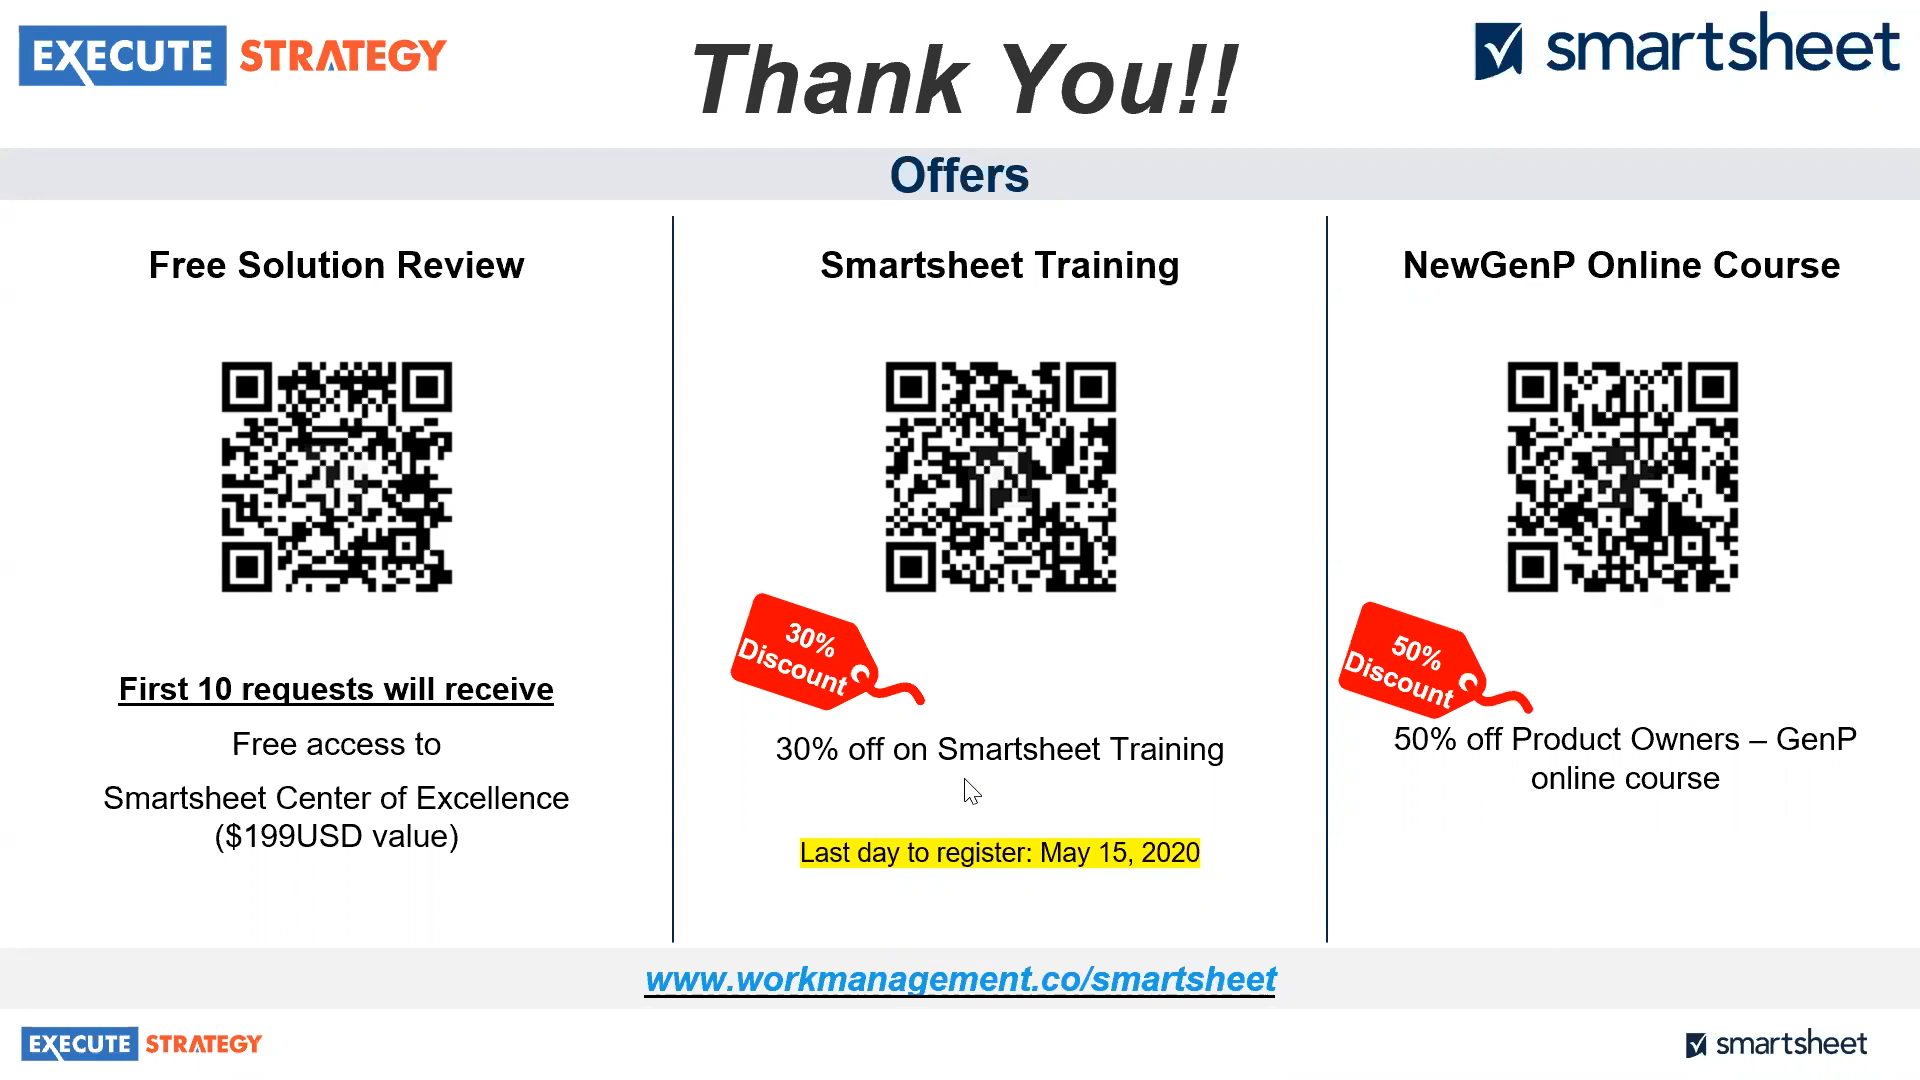 EXECUTE STRATEGY
Thank You!!
smartsheet
Offers
Free Solution Review
First 10 requests will receive
Free access to
Smartsheet Center of Excellence
($199USD value)
Smartsheet Training
30%
Discount
30% off on Smartsheet Training
Last day to register: May 15, 2020
NewGenP Online Course
50%
Discount
50% off Product Owners – GenP
online course
www.workmanagement.co/smartsheet
EXECUTE STRATEGY
smartsheet